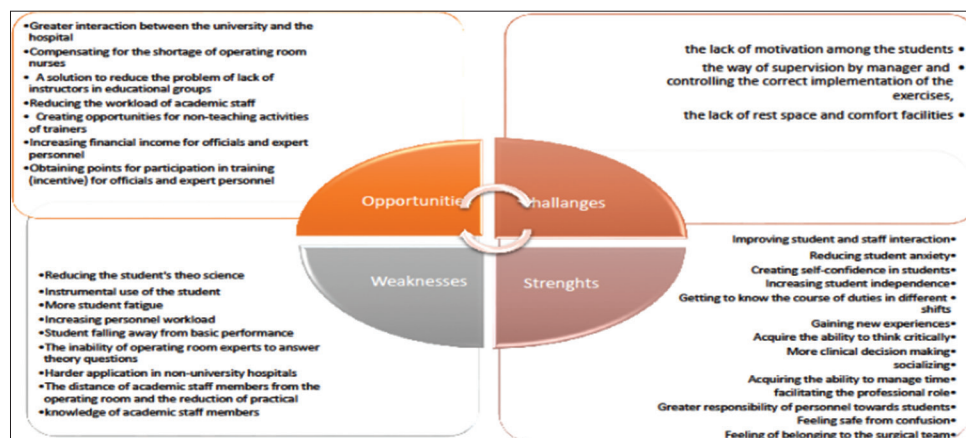 •Greater interaction between the university and the
hospital
•Compensating for the shortage of operating room
nurses
• A solution to reduce the problem of lack of
instructors in educational groups
•Reducing the workload of academic staff
• Creating opportunities for non-teaching activities
of trainers
•Increasing financial income for officials and expert
personnel
•Obtaining points for participation in training
(incentive) for officials and expert personnel
the lack of motivation among the students •
the way of supervision by manager and •
controlling the correct implementation of the
exercises,
the lack of rest space and comfort facilities •
Opportunitie
hallanges
Weaknesses
Strenghts
•Reducing the student's theo science
•Instrumental use of the student
•More student fatigue
•Increasing personnel workload
•Student falling away from basic performance
•The inability of operating room experts to answer
theory questions
•Harder application in non-university hospitals
•The distance of academic staff members from the
operating room and the reduction of practical
•knowledge of academic staff members
Improving student and staff interaction•
Reducing student anxiety•
Creating self-confidence in students•
Increasing student independence•
Getting to know the course of duties in different •
shifts
Gaining new experiences•
Acquire the ability to think critically•
More clinical decision making•
socializing•
Acquiring the ability to manage time•
facilitating the professional role•
Greater responsibility of personnel towards students•
Feeling safe from confusion•
Feeling of belonging to the surgical team•